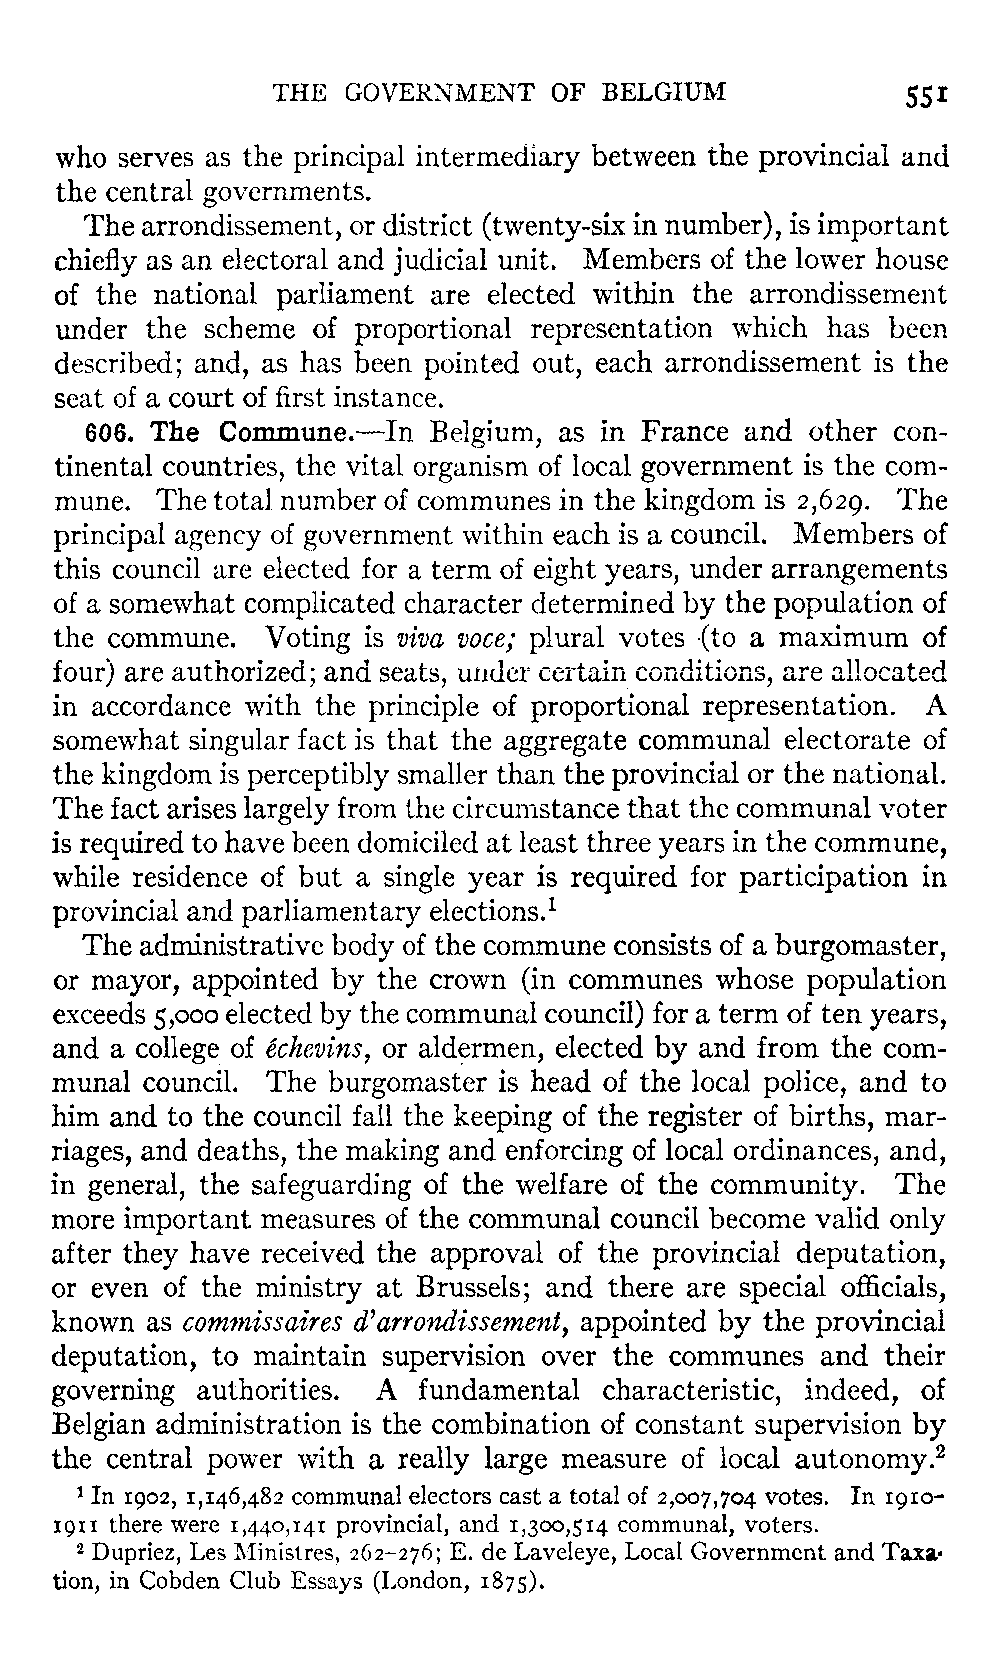 THE GOVERNMENT OF BELGIUM 551
who serves as the principal intermediary between the provincial and
the central governments.
The arrondissement, or district (twenty-six in number), is important
chiefly as an electoral and judicial unit. Members of the lower house
of the national parliament are elected within the arrondissement
under the scheme of proportional representation which has been
described; and, as has been pointed out, each arrondissement is the
seat of a court of first instance.
606. The Commune.—In Belgium, as in France and other con-
tinental countries, the vital organism of local government is the com-
mune. The total number of communes in the kingdom is 2,629. The
principal agency of government within each is a council. Members of
this council are elected for a term of eight years, under arrangements
of a somewhat complicated character determined by the population of
the commune. Voting is viva voce; plural votes (to a maximum of
four) are authorized; and seats, under certain conditions, are allocated
in accordance with the principle of proportional representation. A
somewhat singular fact is that the aggregate communal electorate of
the kingdom is perceptibly smaller than the provincial or the national.
The fact arises largely from the circumstance that the communal voter
is required to have been domiciled at least three years in the commune,
while residence of but a single year is required for participation in
provincial and parliamentary elections.¹
The administrative body of the commune consists of a burgomaster,
or mayor, appointed by the crown (in communes whose population
exceeds 5,000 elected by the communal council) for a term of ten years,
and a college of échevins, or aldermen, elected by and from the com-
munal council. The burgomaster is head of the local police, and to
him and to the council fall the keeping of the register of births, mar-
riages, and deaths, the making and enforcing of local ordinances, and,
in general, the safeguarding of the welfare of the community. The
more important measures of the communal council become valid only
after they have received the approval of the provincial deputation,
or even of the ministry at Brussels; and there are special officials,
known as commissaires d'arrondissement, appointed by the provincial
deputation, to maintain supervision over the communes and their
governing authorities. A fundamental characteristic, indeed, of
Belgian administration is the combination of constant supervision by
the central power with a really large measure of local autonomy.²
¹ In 1902, 1,146,482 communal electors cast a total of 2,007,704 votes. In 1910-
1911 there were 1,440,141 provincial, and 1,300,514 communal, voters.
² Dupriez, Les Ministres, 262-276; E. de Laveleye, Local Government and Taxa-
tion, in Cobden Club Essays (London, 1875).